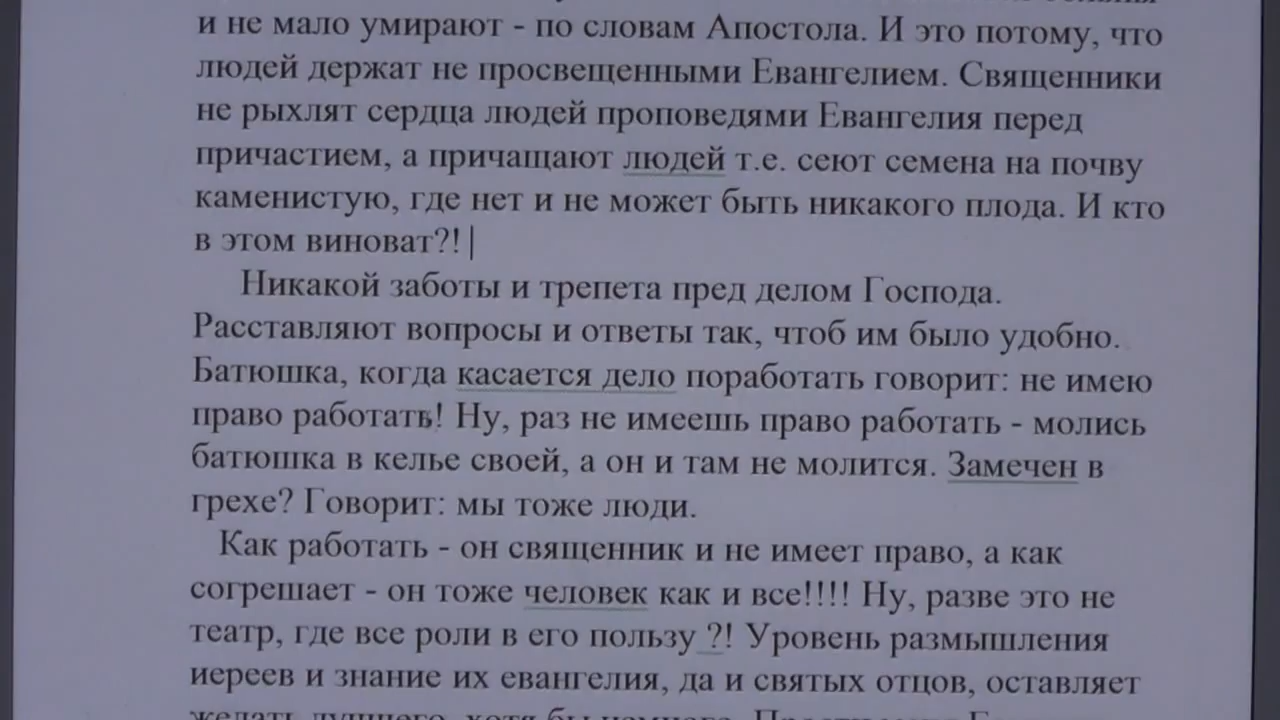 и не мало умирают - по словам Апостола. И это потому, что
людей держат не просвещенными Евангелием. Священники
не рыхлят сердца людей проповедями Евангелия перед
причастием, а причащают людей т.е. сеют семена на почву
каменистую, где нет и не может быть никакого плода. И кто
в этом виноват?!
Никакой заботы и трепета пред делом Господа.
Расставляют вопросы и ответы так, чтоб им было удобно.
Батюшка, когда касается дело поработать говорит: не имею
право работать! Ну, раз не имеешь право работать - молись
батюшка в келье своей, а он и там не молится. Замечен в
грехе? Говорит: мы тоже люди.
Как работать - он священник и не имеет право, а как
согрешает - он тоже человек как и все!!!! Ну, разве это не
театр, где все роли в его пользу ?! Уровень размышления
иереев и знание их евангелия, да и святых отцов, оставляет